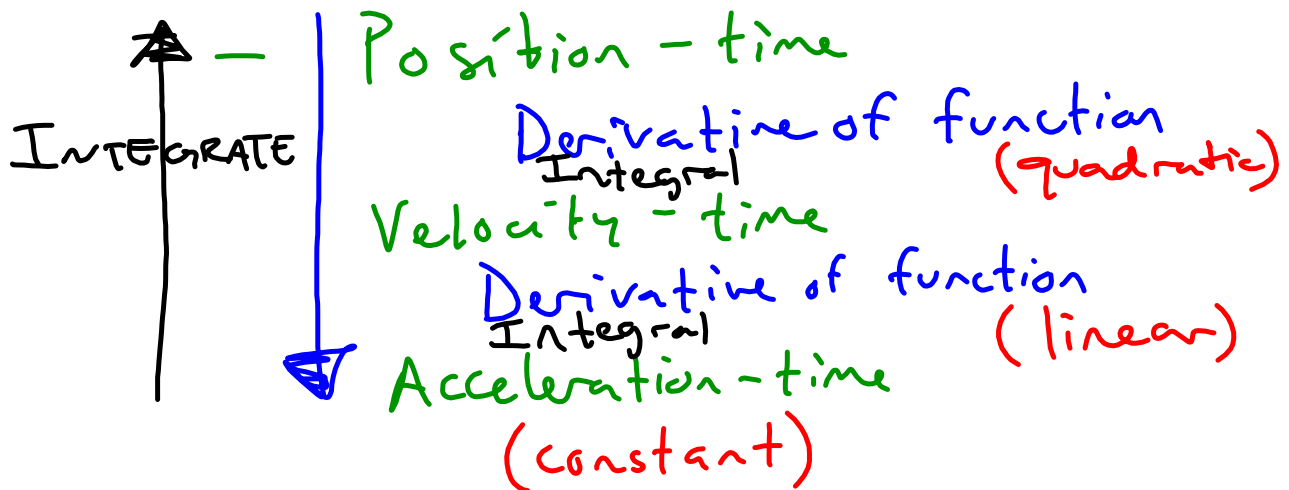 Position - time
Derivative of function
INTEGRATE
Integral
(quadratic)
Velocity - time
Derivative of function
Integral
(linear)
Acceleration - time
(constant)